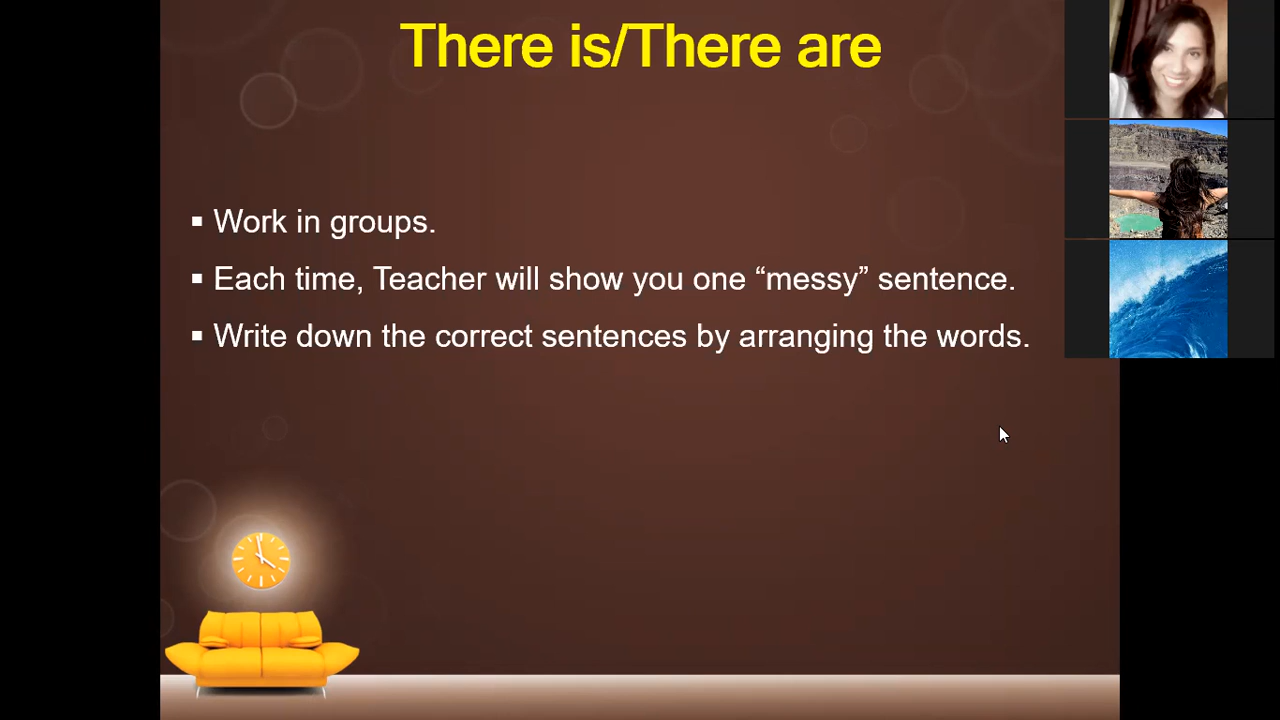 There is/There are
▪ Work in groups.
▪ Each time, Teacher will show you one “messy” sentence.
▪ Write down the correct sentences by arranging the words.